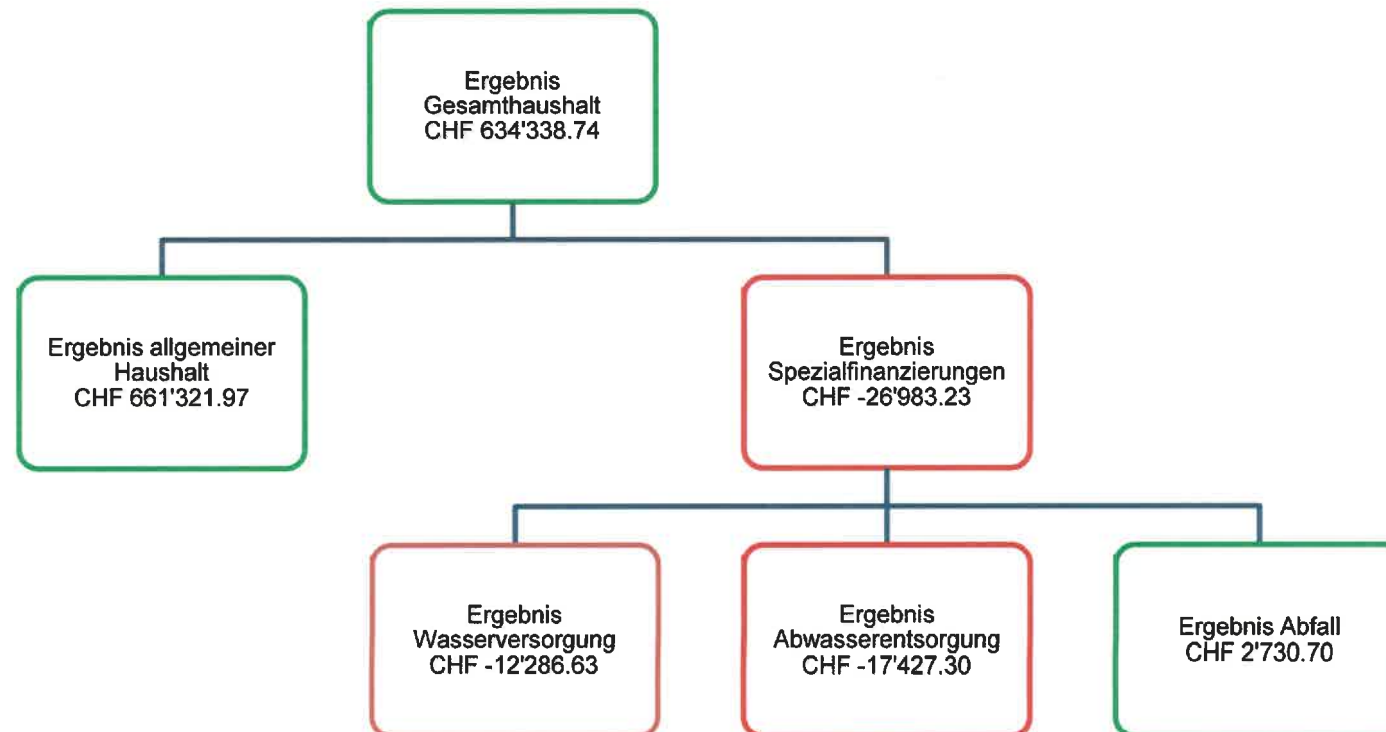 Ergebnis
Gesamthaushalt
CHF 634'338.74
Ergebnis allgemeiner
Haushalt
CHF 661'321.97
Ergebnis
Spezialfinanzierungen
CHF -26'983.23
Ergebnis
Wasserversorgung
CHF -12'286.63
Ergebnis
Abwasserentsorgung
CHF -17'427.30
Ergebnis Abfall
CHF 2'730.70